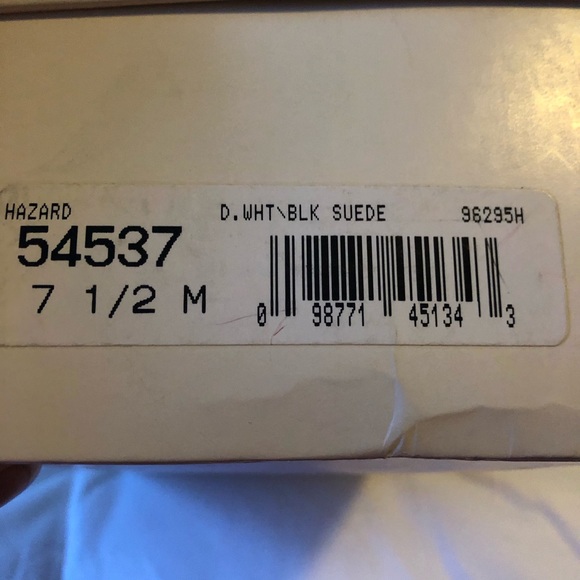 HAZARD D.WHT\BLK SUEDE 96295H
54537
7 1/2 M
0 98771 45134 3